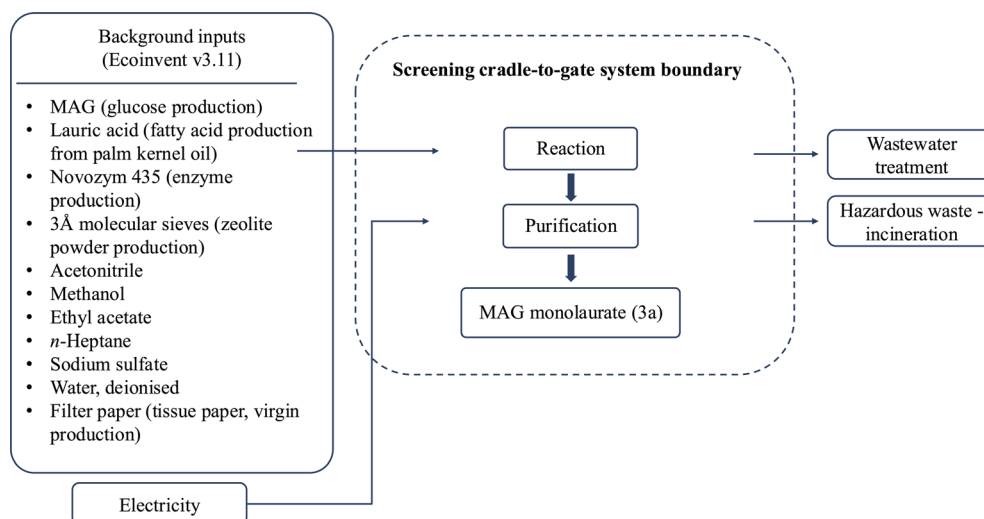 Background inputs
(Ecoinvent v3.11)
• MAG (glucose production)
• Lauric acid (fatty acid production
from palm kernel oil)
• Novozym 435 (enzyme
production)
• 3Å molecular sieves (zeolite
powder production)
• Acetonitrile
• Methanol
• Ethyl acetate
• n-Heptane
• Sodium sulfate
• Water, deionised
• Filter paper (tissue paper, virgin
production)
Electricity
Screening cradle-to-gate system boundary
Reaction
Purification
MAG monolaurate (3a)
Wastewater
treatment
Hazardous waste -
incineration